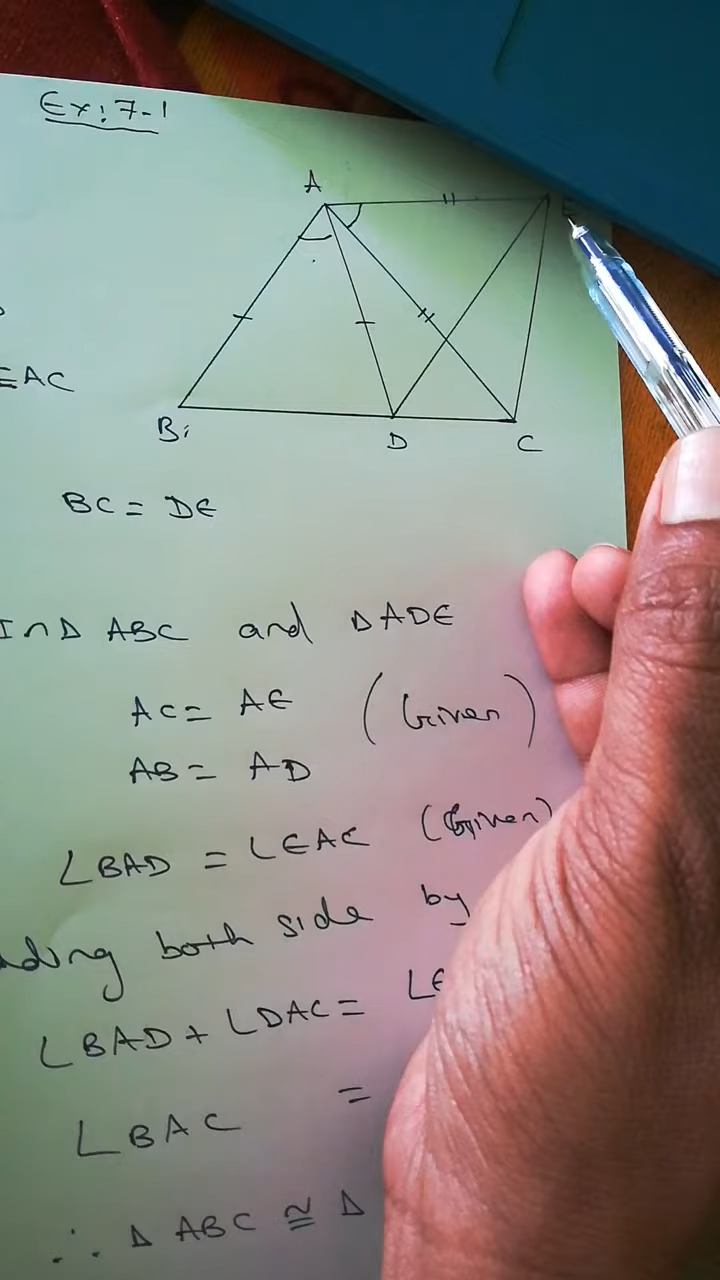 Ex: 7-1
A
E
EAC
B
D
C
BC = DE
In Δ ABC and ΔADE
AC = AE (Given)
AB = AD
∠BAD = ∠EAC (Given)
both side by
∠BAD + ∠DAC =
∠BAC =
∴ Δ ABC ≅ Δ